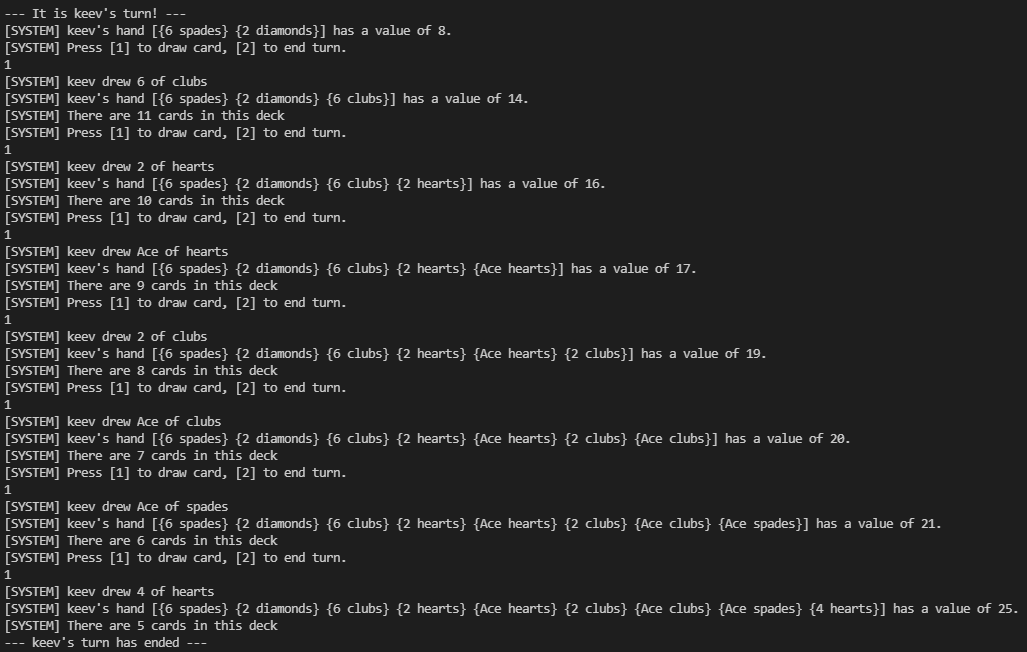 --- It is keev's turn! ---
[SYSTEM] keev's hand [{6 spades} {2 diamonds}] has a value of 8.
[SYSTEM] Press [1] to draw card, [2] to end turn.
1
[SYSTEM] keev drew 6 of clubs
[SYSTEM] keev's hand [{6 spades} {2 diamonds} {6 clubs}] has a value of 14.
[SYSTEM] There are 11 cards in this deck
[SYSTEM] Press [1] to draw card, [2] to end turn.
1
[SYSTEM] keev drew 2 of hearts
[SYSTEM] keev's hand [{6 spades} {2 diamonds} {6 clubs} {2 hearts}] has a value of 16.
[SYSTEM] There are 10 cards in this deck
[SYSTEM] Press [1] to draw card, [2] to end turn.
1
[SYSTEM] keev drew Ace of hearts
[SYSTEM] keev's hand [{6 spades} {2 diamonds} {6 clubs} {2 hearts} {Ace hearts}] has a value of 17.
[SYSTEM] There are 9 cards in this deck
[SYSTEM] Press [1] to draw card, [2] to end turn.
1
[SYSTEM] keev drew 2 of clubs
[SYSTEM] keev's hand [{6 spades} {2 diamonds} {6 clubs} {2 hearts} {Ace hearts} {2 clubs}] has a value of 19.
[SYSTEM] There are 8 cards in this deck
[SYSTEM] Press [1] to draw card, [2] to end turn.
1
[SYSTEM] keev drew Ace of clubs
[SYSTEM] keev's hand [{6 spades} {2 diamonds} {6 clubs} {2 hearts} {Ace hearts} {2 clubs} {Ace clubs}] has a value of 20.
[SYSTEM] There are 7 cards in this deck
[SYSTEM] Press [1] to draw card, [2] to end turn.
1
[SYSTEM] keev drew Ace of spades
[SYSTEM] keev's hand [{6 spades} {2 diamonds} {6 clubs} {2 hearts} {Ace hearts} {2 clubs} {Ace clubs} {Ace spades}] has a value of 21.
[SYSTEM] There are 6 cards in this deck
[SYSTEM] Press [1] to draw card, [2] to end turn.
1
[SYSTEM] keev drew 4 of hearts
[SYSTEM] keev's hand [{6 spades} {2 diamonds} {6 clubs} {2 hearts} {Ace hearts} {2 clubs} {Ace clubs} {Ace spades} {4 hearts}] has a value of 25.
[SYSTEM] There are 5 cards in this deck
--- keev's turn has ended ---